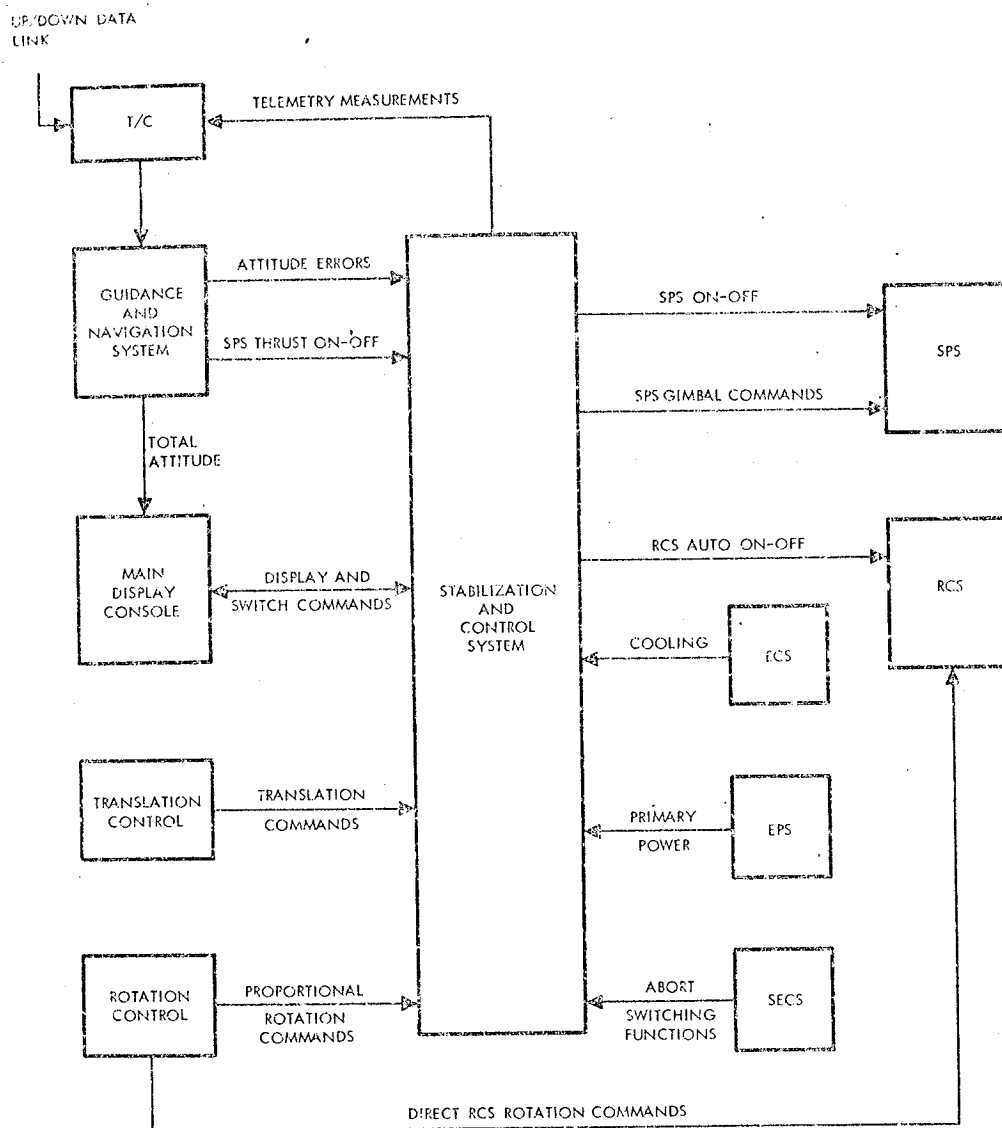 UP/DOWN DATA
LINK
T/C
TELEMETRY MEASUREMENTS
GUIDANCE
AND
NAVIGATION
SYSTEM
ATTITUDE ERRORS
SPS THRUST ON-OFF
SPS ON-OFF
SPS GIMBAL COMMANDS
SPS
TOTAL
ATTITUDE
MAIN
DISPLAY
CONSOLE
DISPLAY AND
SWITCH COMMANDS
STABILIZATION
AND
CONTROL
SYSTEM
RCS AUTO ON-OFF
RCS
COOLING
ECS
TRANSLATION
CONTROL
TRANSLATION
COMMANDS
PRIMARY
POWER
EPS
ROTATION
CONTROL
PROPORTIONAL
ROTATION
COMMANDS
ABORT
SWITCHING
FUNCTIONS
SECS
DIRECT RCS ROTATION COMMANDS